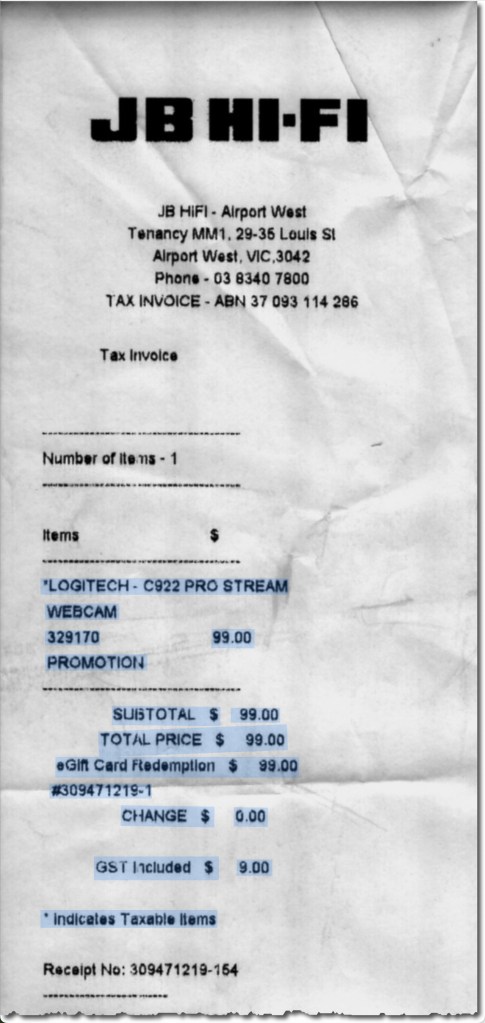 JB HI-FI
JB HiFi - Airport West
Tenancy MM1, 29-35 Louis St
Airport West, VIC,3042
Phone - 03 8340 7800
TAX INVOICE - ABN 37 093 114 286
Tax Invoice
Number of Items - 1
Items $
*LOGITECH - C922 PRO STREAM
WEBCAM
329170 99.00
PROMOTION
SUBTOTAL $ 99.00
TOTAL PRICE $ 99.00
eGift Card Redemption $ 99.00
#309471219-1
CHANGE $ 0.00
GST Included $ 9.00
* Indicates Taxable Items
Receipt No: 309471219-154